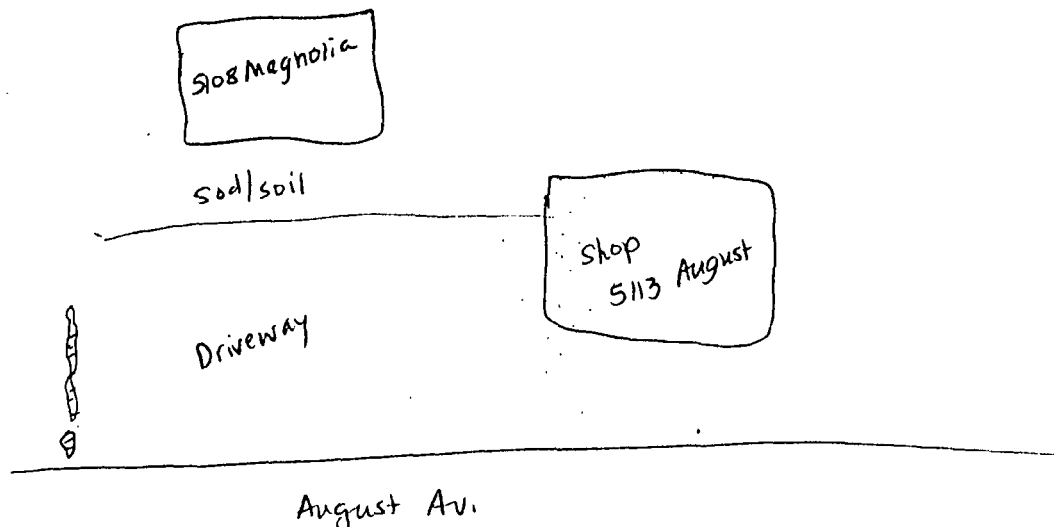 5108 Magnolia
sod/soil
Shop
5113 August
Driveway
August Av.